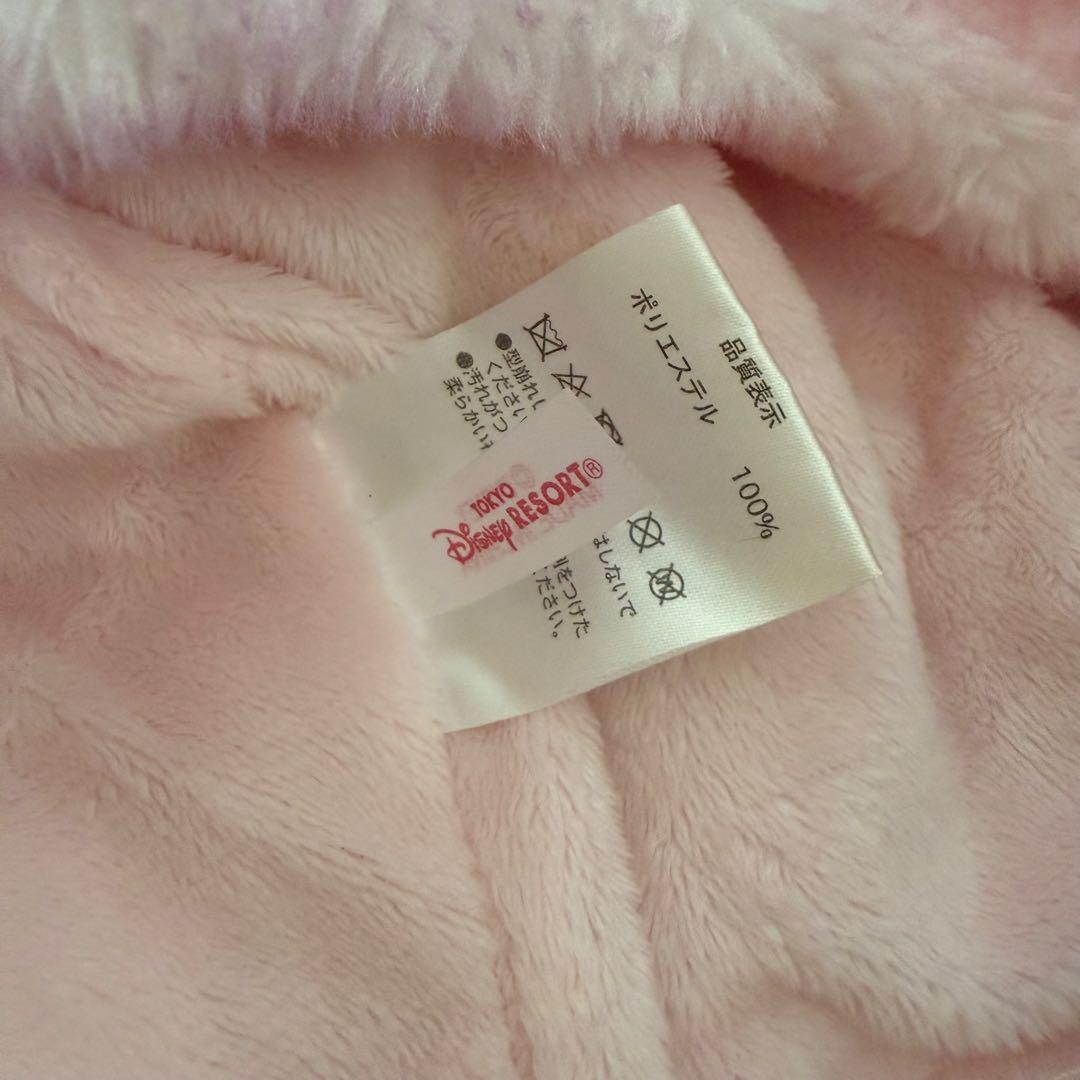 品質表示
ポリエステル 100%
型崩れし
はしないで
ください
汚れがつ
をつけた
柔らかい
ださい。
TOKYO
Disney
RESORT®